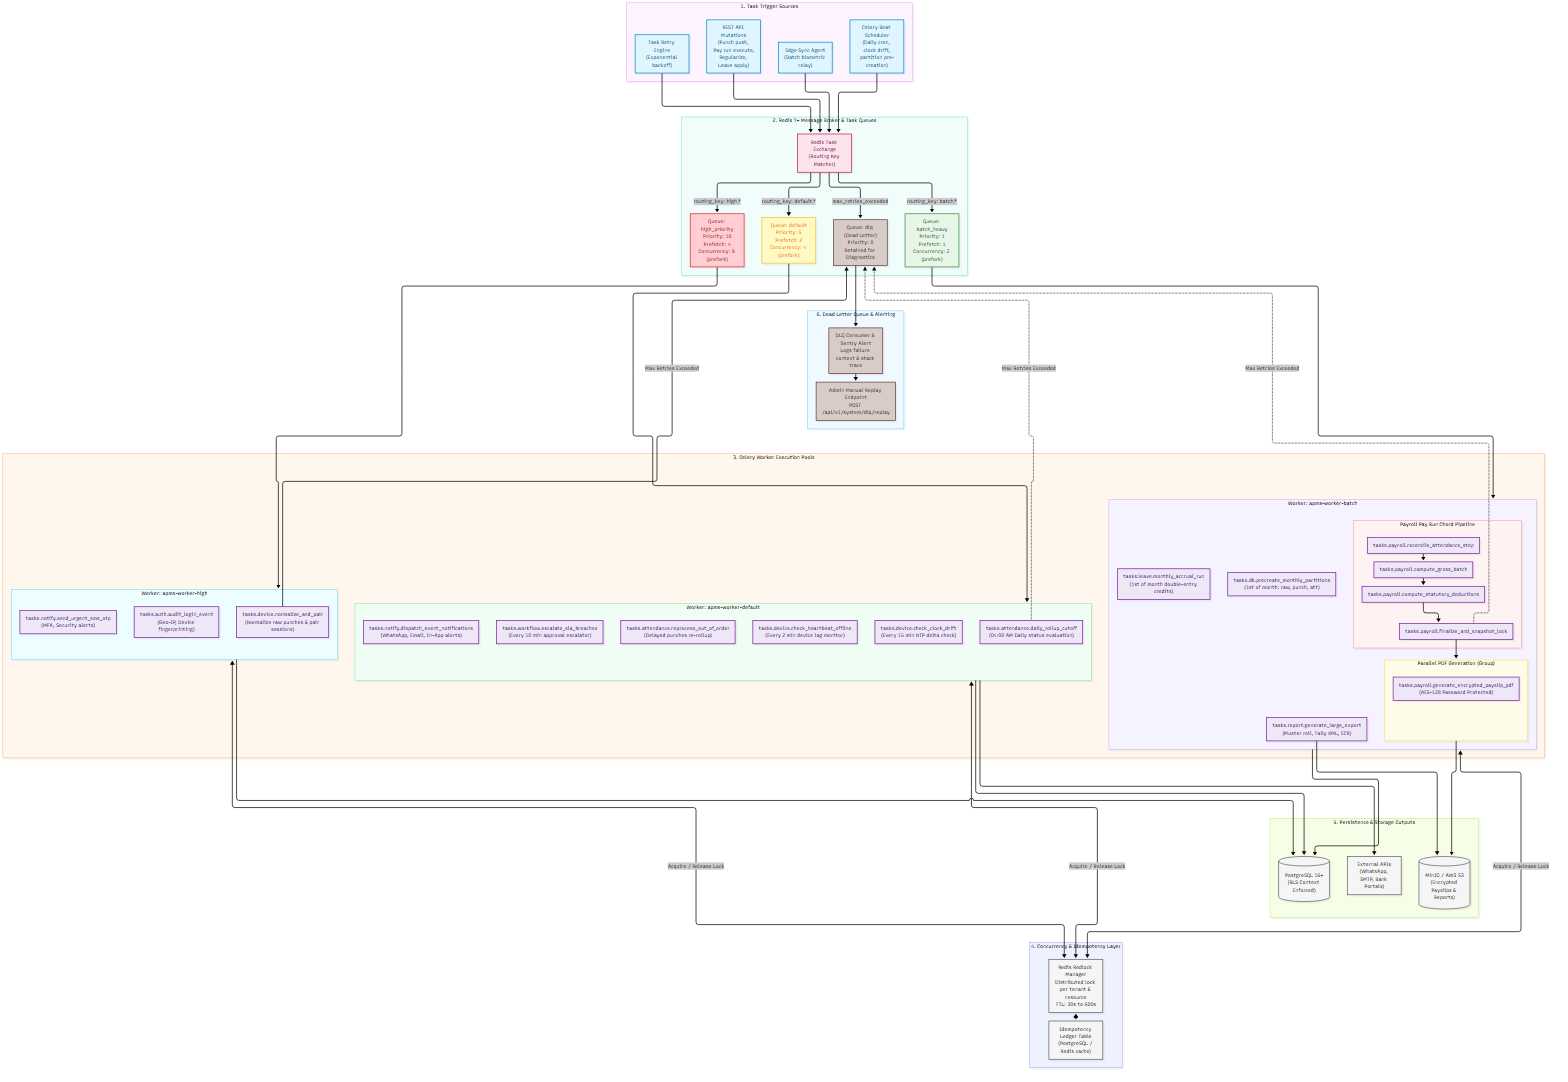 1. Task Trigger Sources
Task Retry
Engine
(Exponential
backoff)
REST API
Mutations
(Punch push,
Pay run execute,
Regularize,
Leave apply)
Edge Sync Agent
(Batch biometric
relay)
Celery Beat
Scheduler
(Daily cron,
clock drift,
partition pre-
creation)
2. Redis 7+ Message Broker & Task Queues
Redis Task
Exchange
(Routing Key
Matcher)
routing_key: high.*
routing_key: default.*
max_retries_exceeded
routing_key: batch.*
Queue:
high_priority
Priority: 10
Prefetch: 4
Concurrency: 8
(prefork)
Queue: default
Priority: 5
Prefetch: 2
Concurrency: 4
(prefork)
Queue: dlq
(Dead Letter)
Priority: 0
Retained for
Diagnostics
Queue:
batch_heavy
Priority: 1
Prefetch: 1
Concurrency: 2
(prefork)
6. Dead Letter Queue & Alerting
DLQ Consumer &
Sentry Alert
Logs failure
context & stack
trace
Admin Manual Replay
Endpoint
POST
/api/v1/system/dlq/replay
Max Retries Exceeded
Max Retries Exceeded
Max Retries Exceeded
3. Celery Worker Execution Pools
Worker: apms-worker-high
tasks.notify.send_urgent_sms_otp
(MFA, Security alerts)
tasks.auth.audit_login_event
(Geo-IP, Device
fingerprinting)
tasks.device.normalize_and_pair
(Normalize raw punches & pair
sessions)
Worker: apms-worker-default
tasks.notify.dispatch_event_notifications
(WhatsApp, Email, In-App alerts)
tasks.workflow.escalate_sla_breaches
(Every 10 min approval escalator)
tasks.attendance.reprocess_out_of_order
(Delayed punches re-rollup)
tasks.device.check_heartbeat_offline
(Every 2 min device lag monitor)
tasks.device.check_clock_drift
(Every 15 min NTP delta check)
tasks.attendance.daily_rollup_cutoff
(04:00 AM Daily status evaluation)
Worker: apms-worker-batch
tasks.leave.monthly_accrual_run
(1st of month double-entry
credits)
tasks.db.precreate_monthly_partitions
(1st of month: raw, punch, att)
Payroll Pay Run Chord Pipeline
tasks.payroll.reconcile_attendance_step
tasks.payroll.compute_gross_batch
tasks.payroll.compute_statutory_deductions
tasks.payroll.finalize_and_snapshot_lock
Parallel PDF Generation (Group)
tasks.payroll.generate_encrypted_payslip_pdf
(AES-128 Password Protected)
tasks.report.generate_large_export
(Muster roll, Tally XML, ECR)
5. Persistence & Storage Outputs
PostgreSQL 16+
(RLS Context
Enforced)
External APIs
(WhatsApp,
SMTP, Bank
Portals)
MinIO / AWS S3
(Encrypted
Payslips &
Reports)
Acquire / Release Lock
Acquire / Release Lock
Acquire / Release Lock
4. Concurrency & Idempotency Layer
Redis Redlock
Manager
Distributed lock
per tenant &
resource
TTL: 30s to 600s
Idempotency
Ledger Table
(PostgreSQL /
Redis cache)